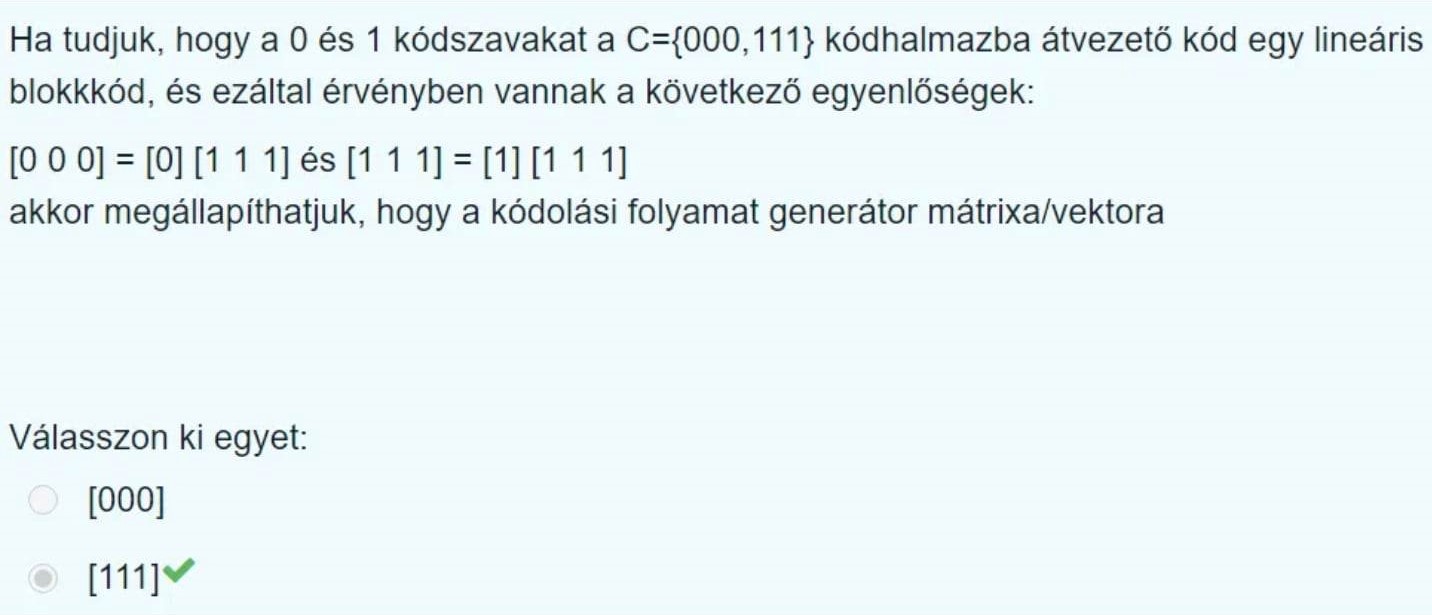 Ha tudjuk, hogy a 0 és 1 kódszavakat a C={000,111} kódhalmazba átvezető kód egy lineáris
blokkkód, és ezáltal érvényben vannak a következő egyenlőségek:
[0 0 0] = [0] [1 1 1] és [1 1 1] = [1] [1 1 1]
akkor megállapíthatjuk, hogy a kódolási folyamat generátor mátrixa/vektora
Válasszon ki egyet:
[000]
[111]